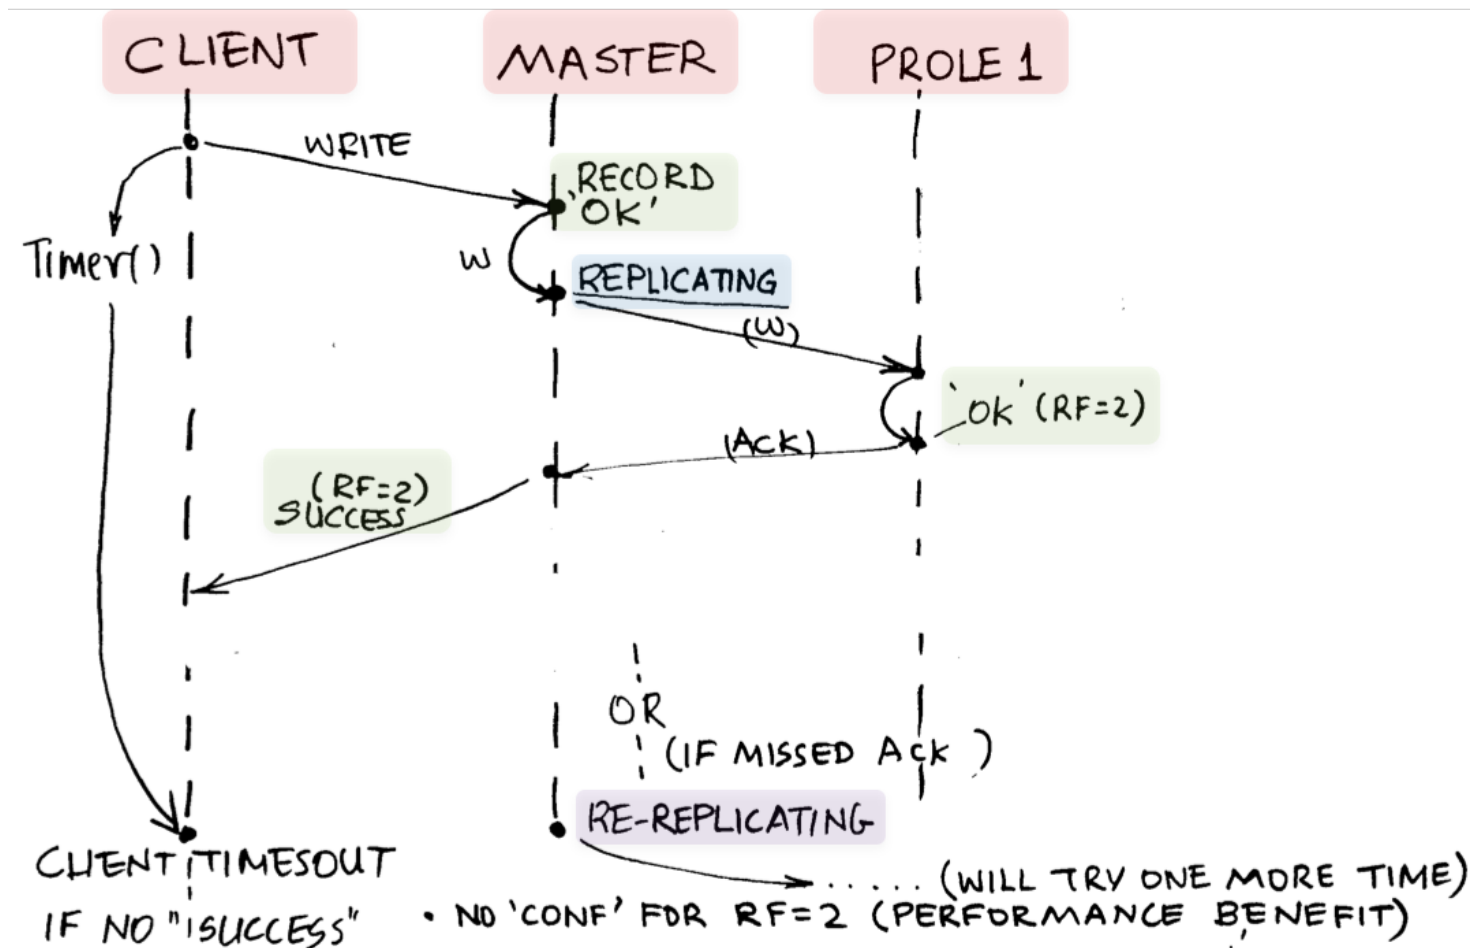 CLIENT
MASTER
PROLE 1
WRITE
'RECORD
OK'
Timer()
W
REPLICATING
(W)
'OK' (RF=2)
(ACK)
(RF=2)
SUCCESS
OR
(IF MISSED Ack )
RE-REPLICATING
CLIENT TIMESOUT
..... (WILL TRY ONE MORE TIME)
IF NO "SUCCESS"
• NO 'CONF' FOR RF=2 (PERFORMANCE BENEFIT)